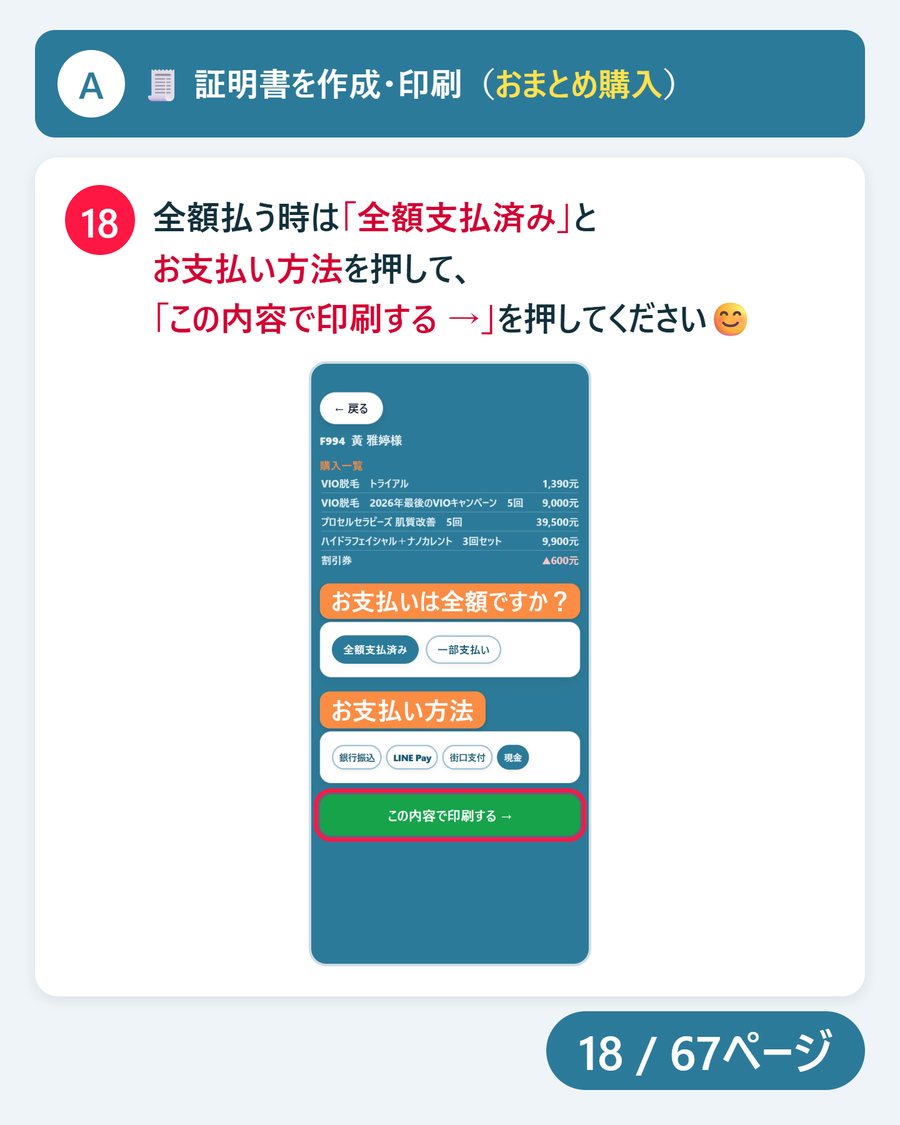 A 🧾 証明書を作成・印刷（おまとめ購入）
18 全額払う時は「全額支払済み」と
お支払い方法を押して、
「この内容で印刷する →」を押してください😊
← 戻る
F994 黃 雅婷様
購入一覧
VIO脱毛　トライアル 1,390元
VIO脱毛　2026年最後のVIOキャンペーン　5回 9,000元
プロセルセラピーズ 肌質改善　5回 39,500元
ハイドラフェイシャル＋ナノカレント　3回セット 9,900元
割引券 ▲600元
お支払いは全額ですか？
全額支払済み 一部支払い
お支払い方法
銀行振込 LINE Pay 街口支付 現金
この内容で印刷する →
18 / 67ページ